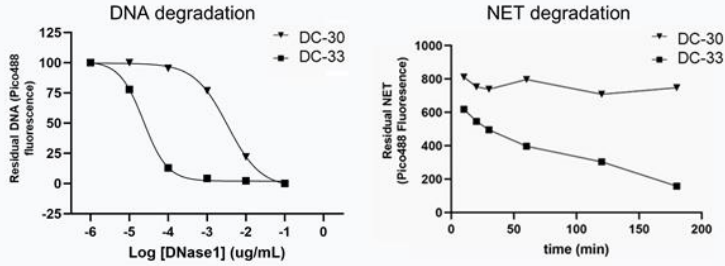 DNA degradation
125
100
75
50
25
0
-25
Residual DNA (Pico488
fluorescence)
DC-30
DC-33
-6 -5 -4 -3 -2 -1 0
Log [DNase1] (ug/mL)
NET degradation
1000
800
600
400
200
0
Residual NET
(Pico488 Fluoresence)
DC-30
DC-33
0 50 100 150 200
time (min)